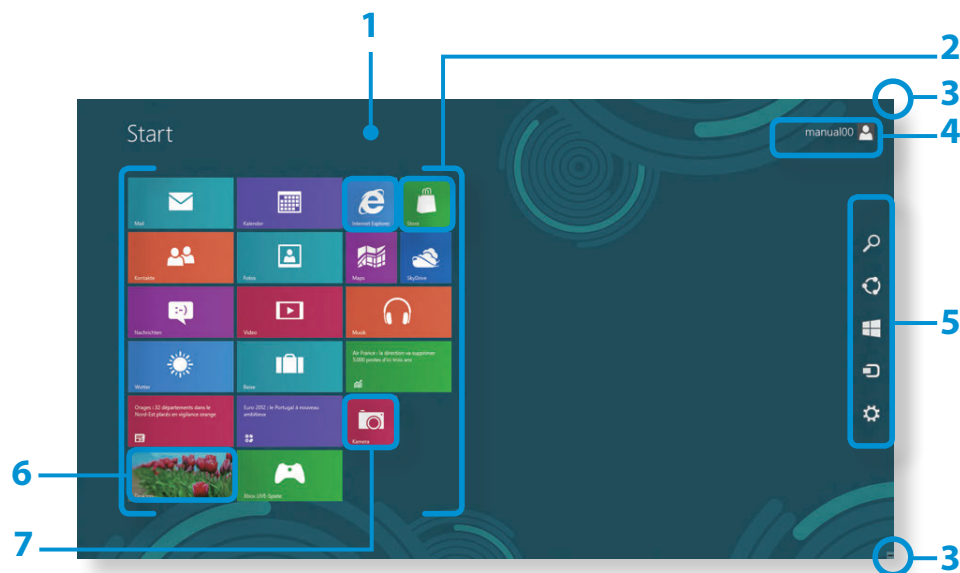 1
2
3
Start
manual00
4
Mail
Kalender
Internet Explorer
Store
Kontakte
Fotos
Maps
SkyDrive
5
Nachrichten
Video
Musik
Wetter
Reise
Air France : la direction va supprimer
5.000 postes d'ici trois ans
Orages : 32 départements dans le
Nord-Est placés en vigilance orange
Euro 2012 : le Portugal à nouveau
ambitieux
Kamera
6
Desktop
Xbox LIVE Spiele
7
3